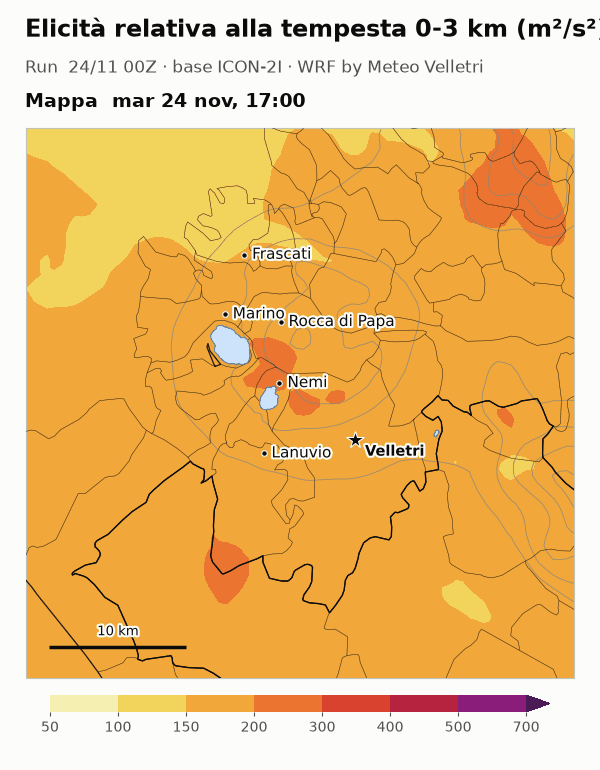 Elicità relativa alla tempesta 0-3 km (m²/s²)
Run  24/11 00Z · base ICON-2I · WRF by Meteo Velletri
Mappa  mar 24 nov, 17:00
Frascati
Marino
Rocca di Papa
Nemi
Velletri
Lanuvio
10 km
50 100 150 200 300 400 500 700